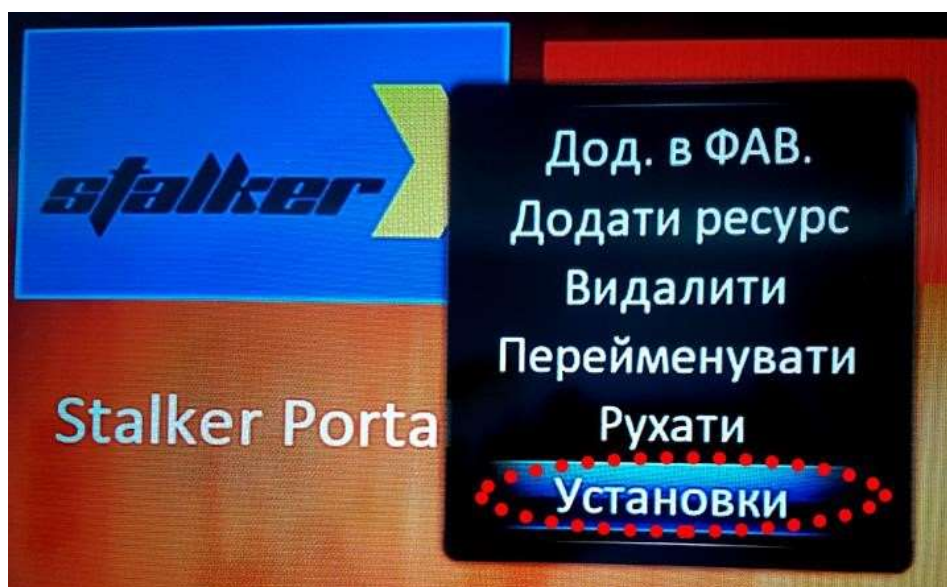 stalker
Stalker Porta
Дод. в ФАВ.
Додати ресурс
Видалити
Перейменувати
Рухати
Установки